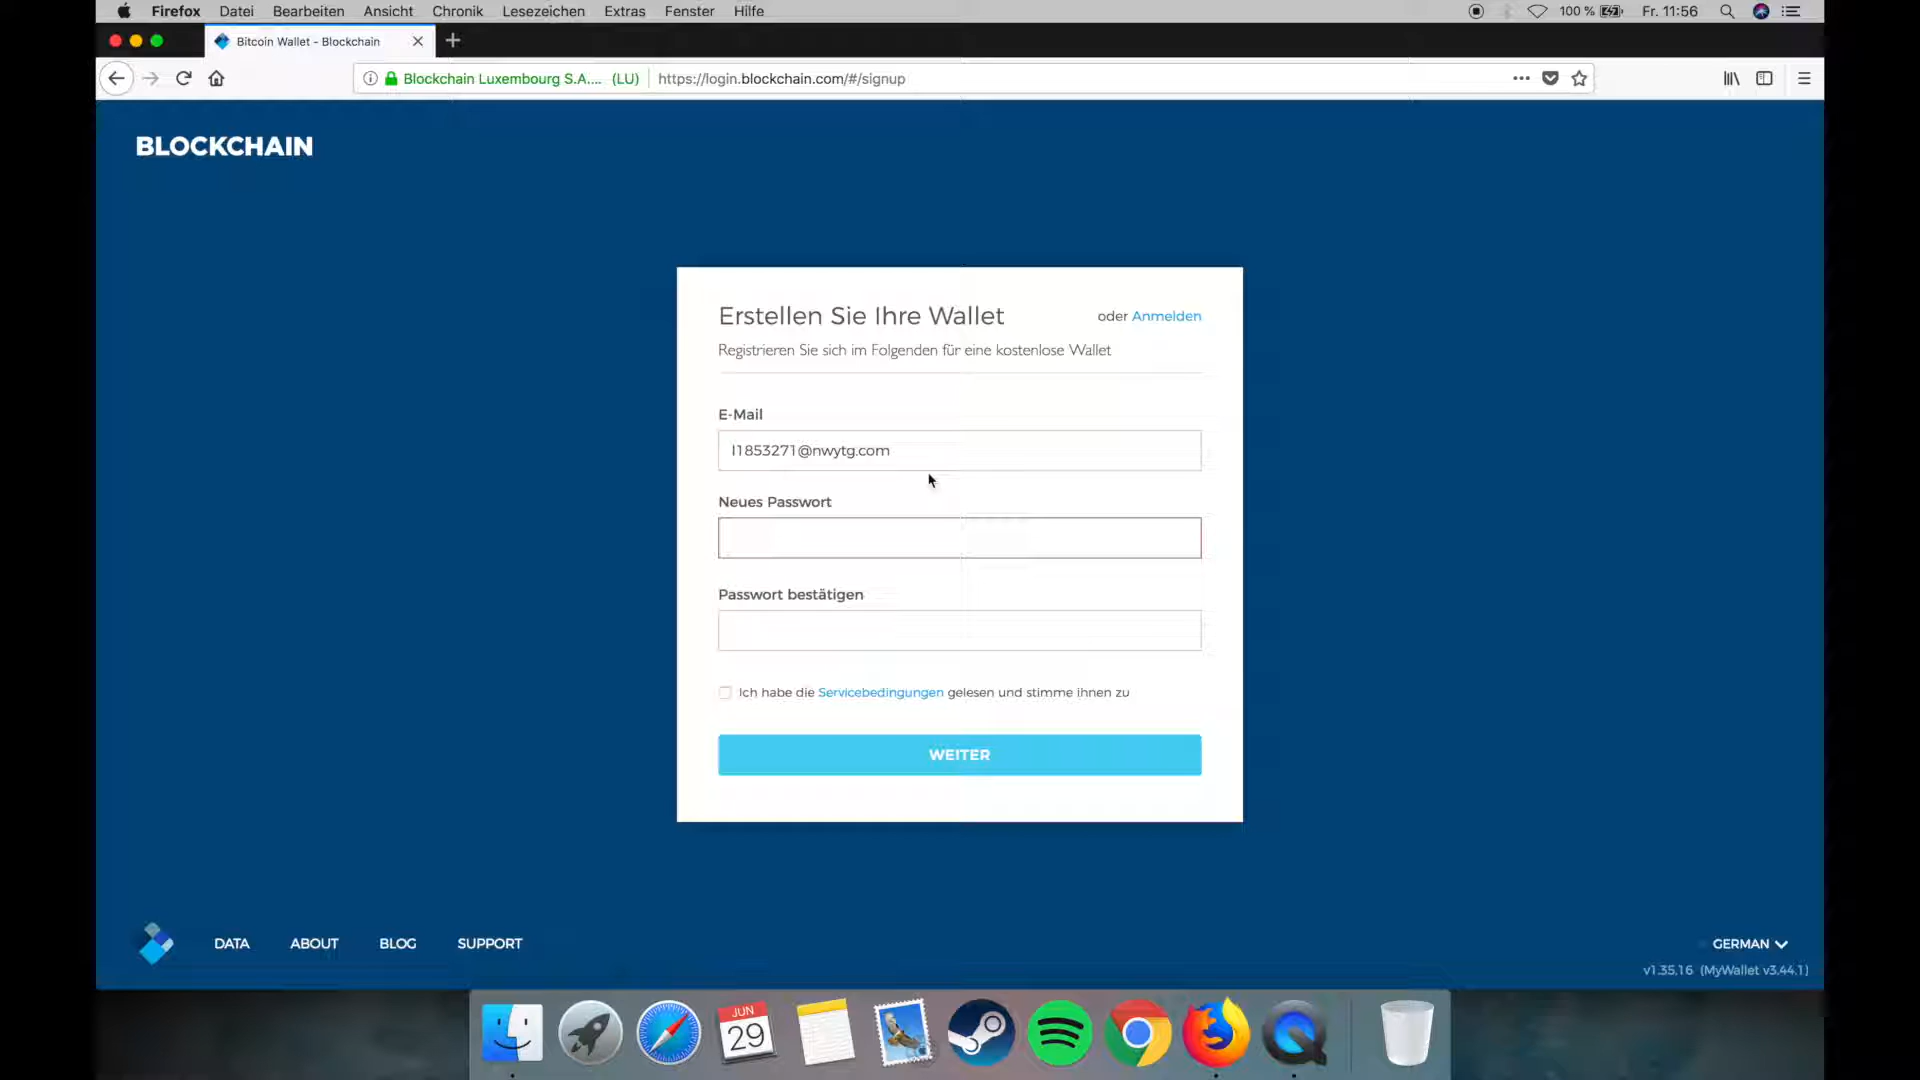 Firefox Datei Bearbeiten Ansicht Chronik Lesezeichen Extras Fenster Hilfe 100 % Fr. 11:56
Bitcoin Wallet - Blockchain
Blockchain Luxembourg S.A.... (LU) https://login.blockchain.com/#/signup
BLOCKCHAIN
Erstellen Sie Ihre Wallet oder Anmelden
Registrieren Sie sich im Folgenden für eine kostenlose Wallet
E-Mail
l1853271@nwytg.com
Neues Passwort
Passwort bestätigen
Ich habe die Servicebedingungen gelesen und stimme ihnen zu
WEITER
DATA ABOUT BLOG SUPPORT GERMAN
v1.35.16 (MyWallet v3.44.1)
JUN
29